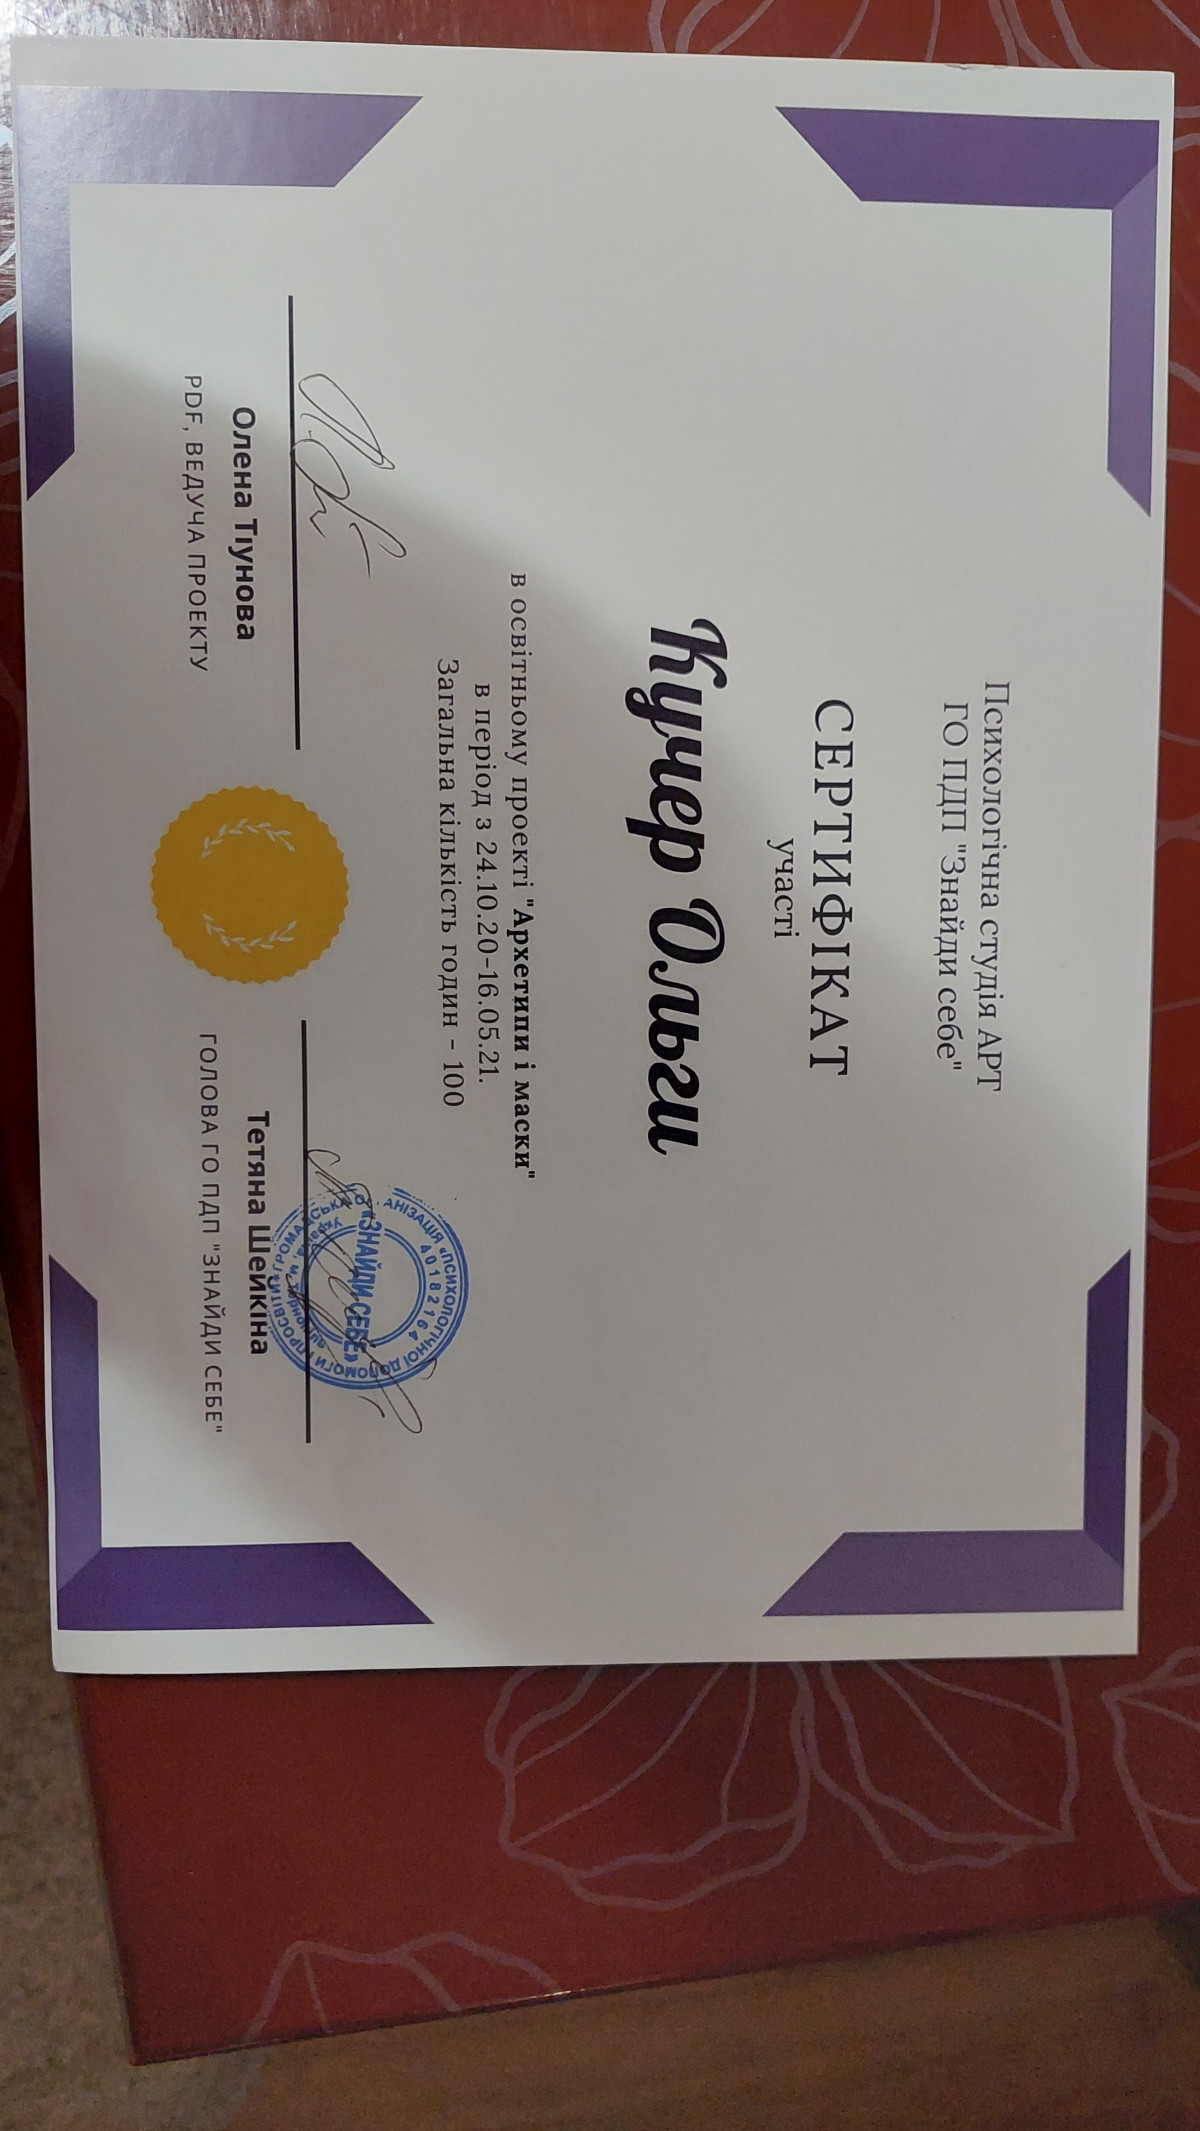 Психологічна студія АРТ
ГО ПДП "Знайди себе"
СЕРТИФІКАТ
участі
Кучер Ольги
в освітньому проекті "Архетипи і маски"
в період з 24.10.20-16.05.21.
Загальна кількість годин - 100
Олена Тіунова
PDF, ВЕДУЧА ПРОЕКТУ
Тетяна Шейкіна
ГОЛОВА ГО ПДП "ЗНАЙДИ СЕБЕ"
«ЗНАЙДИ СЕБЕ»
40182164